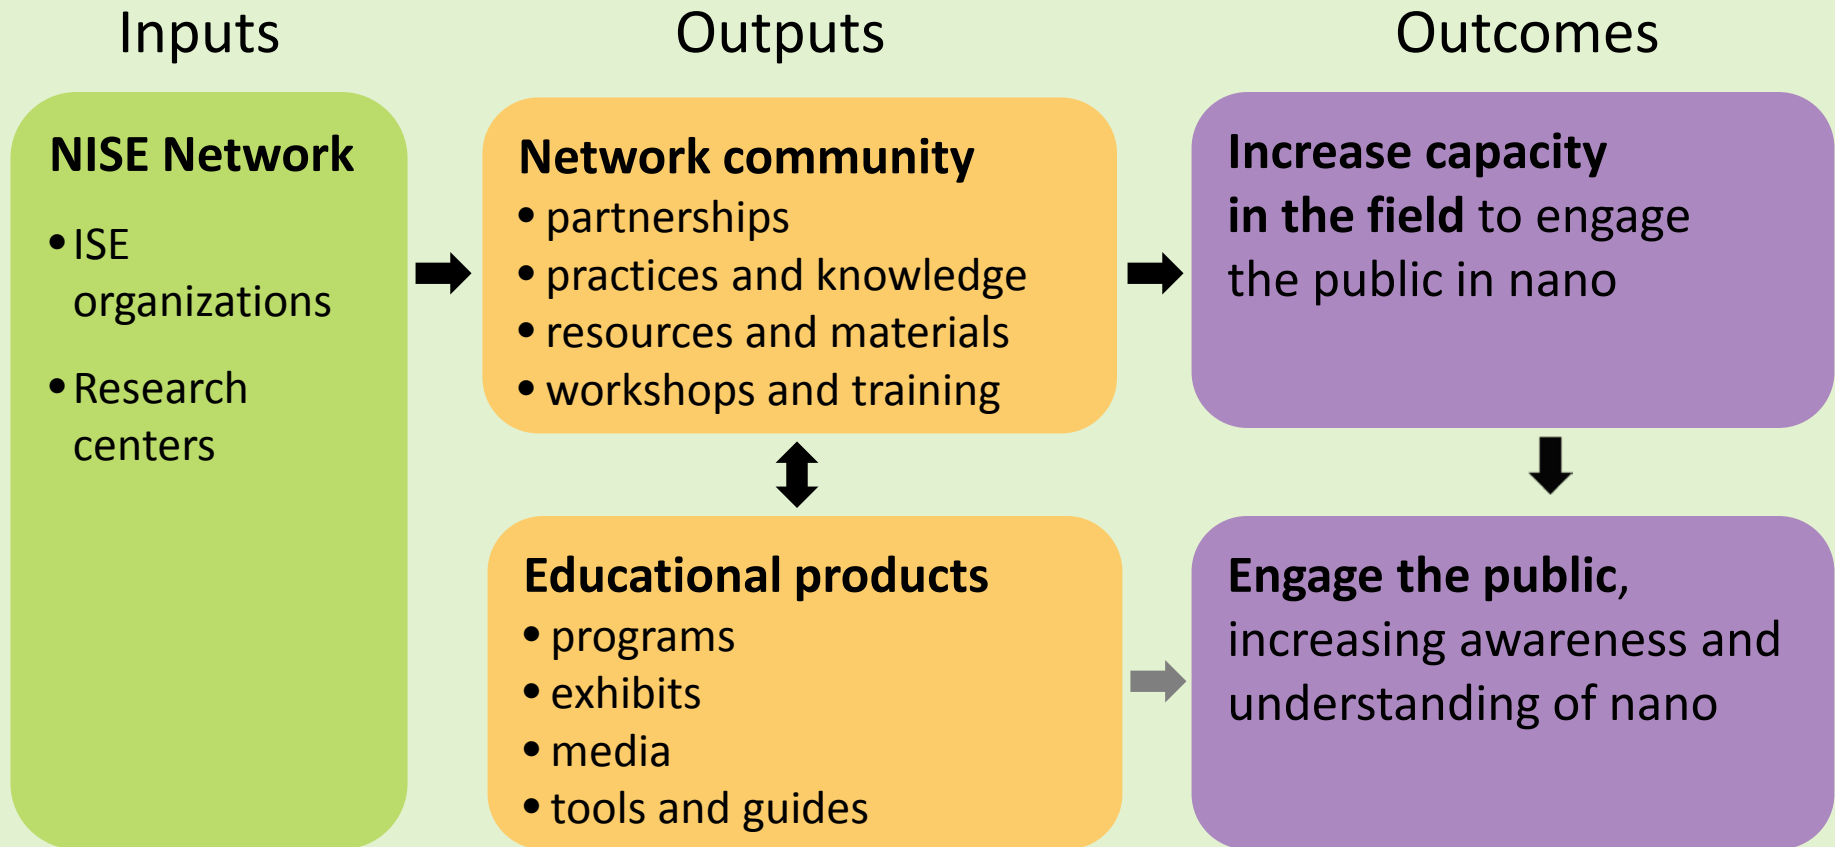 Inputs
Outputs
Outcomes
NISE Network
• ISE
organizations
• Research
centers
Network community
• partnerships
• practices and knowledge
• resources and materials
• workshops and training
Educational products
• programs
• exhibits
• media
• tools and guides
Increase capacity
in the field to engage
the public in nano
Engage the public,
increasing awareness and
understanding of nano